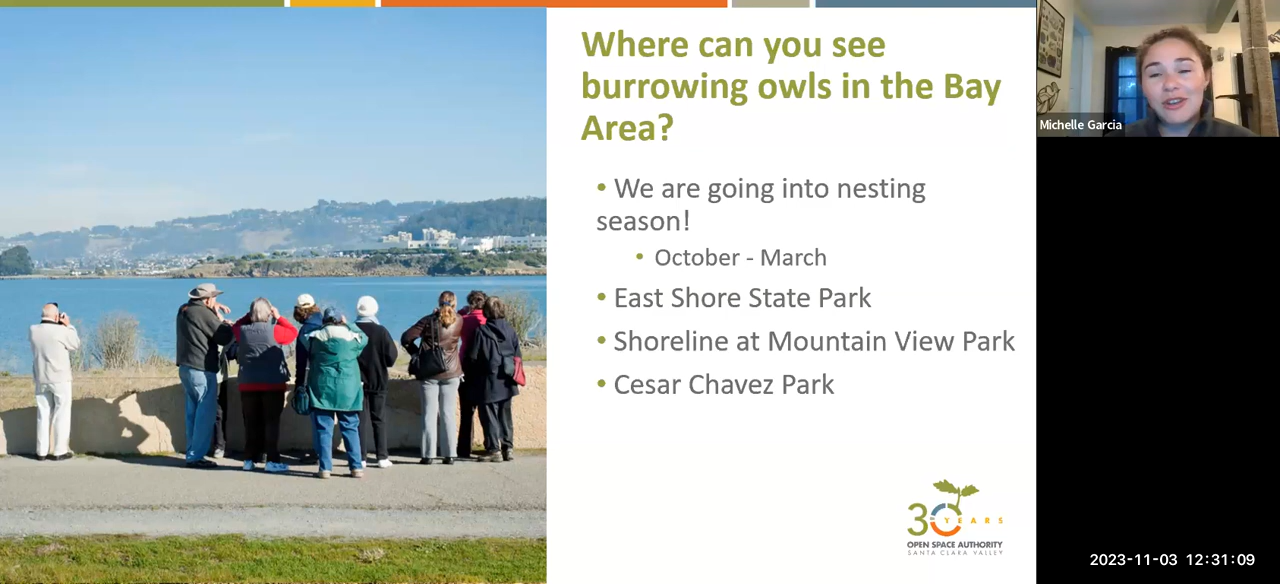 Where can you see
burrowing owls in the Bay
Area?
• We are going into nesting
season!
• October - March
• East Shore State Park
• Shoreline at Mountain View Park
• Cesar Chavez Park
30 YEARS
OPEN SPACE AUTHORITY
SANTA CLARA VALLEY
Michelle Garcia
2023-11-03 12:31:09